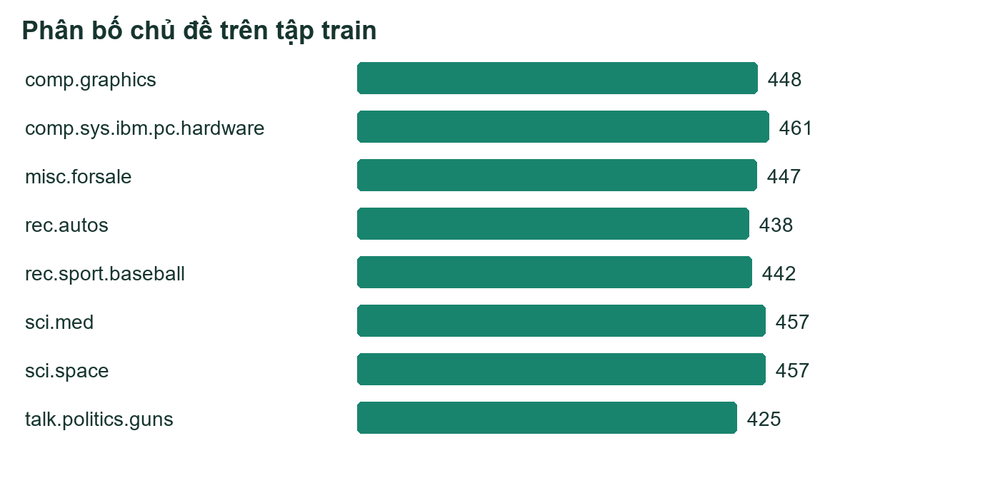 Phân bố chủ đề trên tập train
comp.graphics 448
comp.sys.ibm.pc.hardware 461
misc.forsale 447
rec.autos 438
rec.sport.baseball 442
sci.med 457
sci.space 457
talk.politics.guns 425